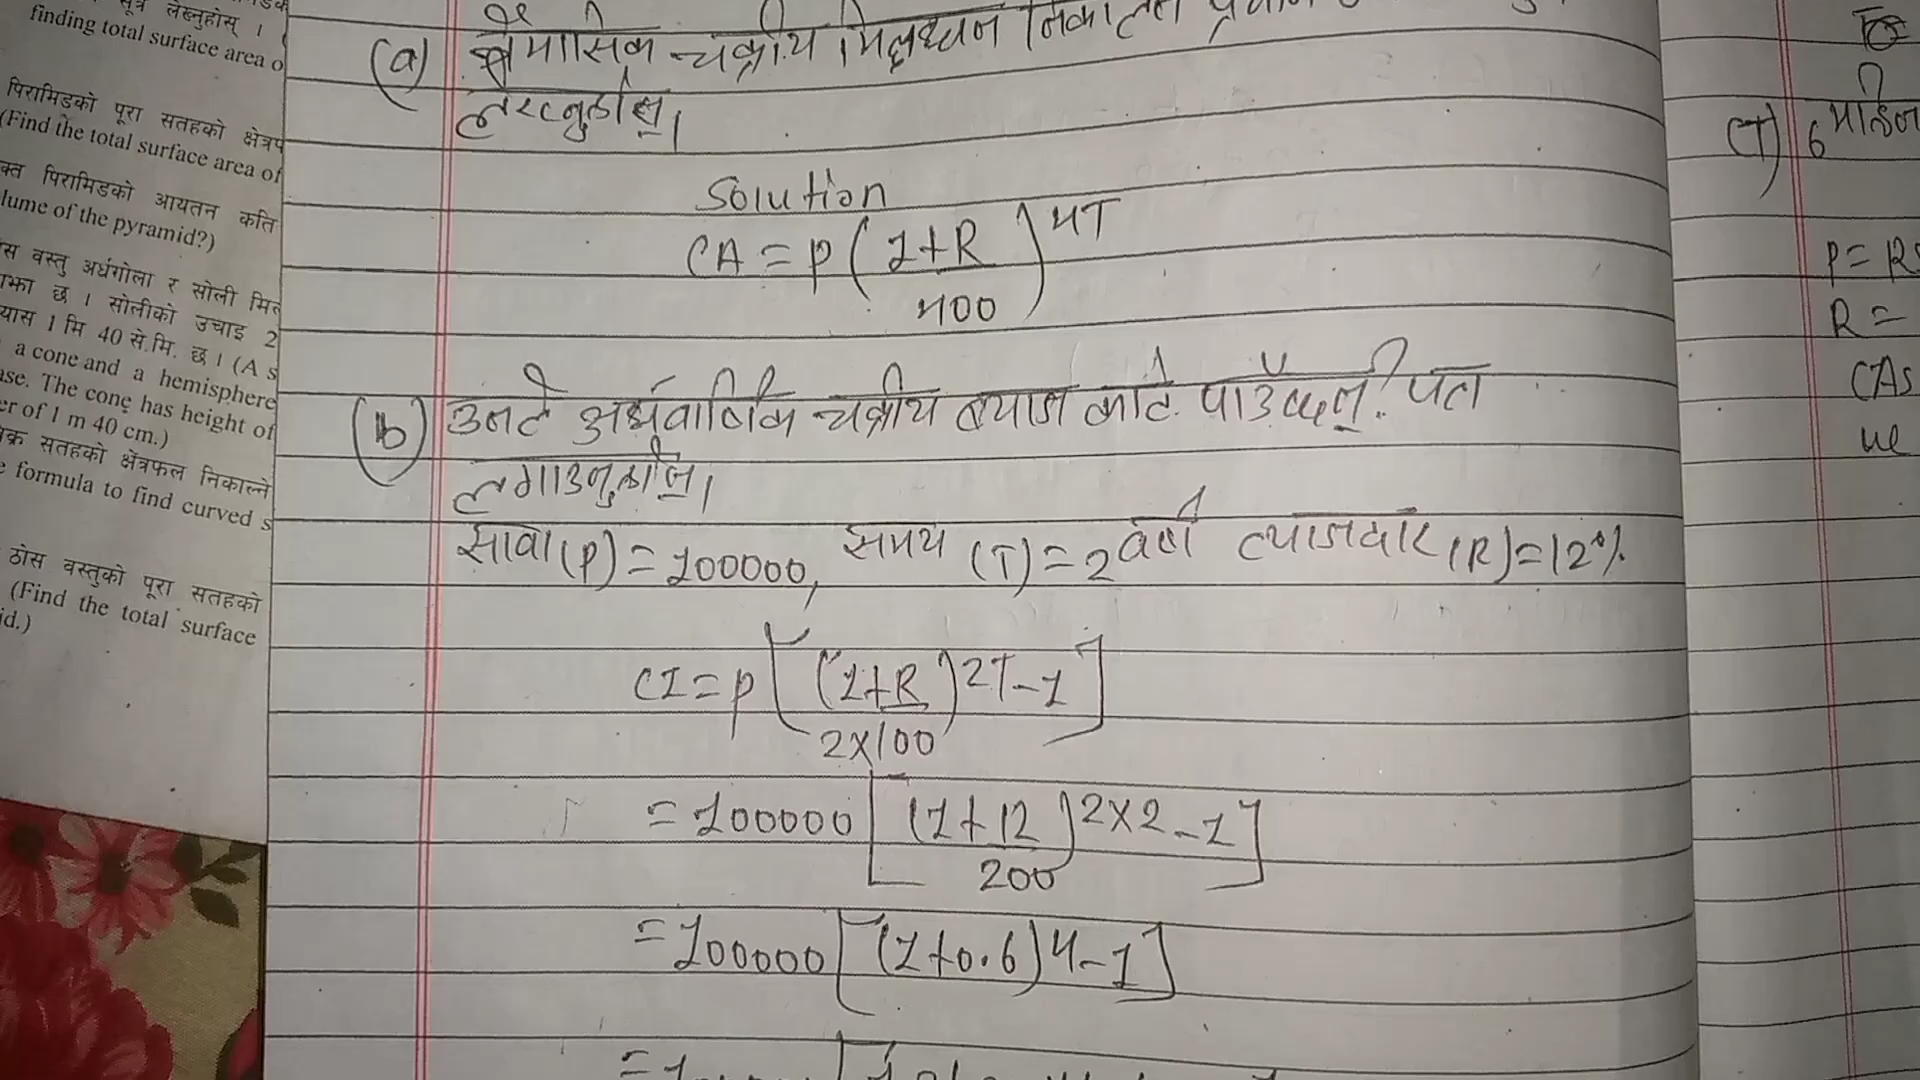 सूत्र लेख्नुहोस् ।
finding total surface area o
पिरामिडको पूरा सतहको क्षेत्रप
(Find the total surface area of
क्त पिरामिडको आयतन कति
lume of the pyramid?)
स वस्तु अर्धगोला र सोली मिल
झा छ । सोलीको उचाइ 2
यास 1 मि 40 से.मि. छ । (A s
a cone and a hemisphere
ase. The cone has height of
er of 1 m 40 cm.)
क्र सतहको क्षेत्रफल निकाल्ने
e formula to find curved s
ठोस वस्तुको पूरा सतहको
(Find the total surface
id.)
(a) त्रैमासिक चक्रीय मिश्रधन
Solution
CA = P (1+R/400)4T
(b) उनले अर्धवार्षिक चक्रीय ब्याज कति पाउँछन् . पत्ता
लगाउनुहोस् ।
सावा (P) = 100000, समय (T) = 2 वर्ष ब्याजदर (R) = 12%
CI = P [(1+R/2×100)2T - 1]
= 100000 [(1+12/200)2×2 - 1]
= 100000 [(1+0.6)4 - 1]
(T) 6 महिना
P = RS
R =
CAs